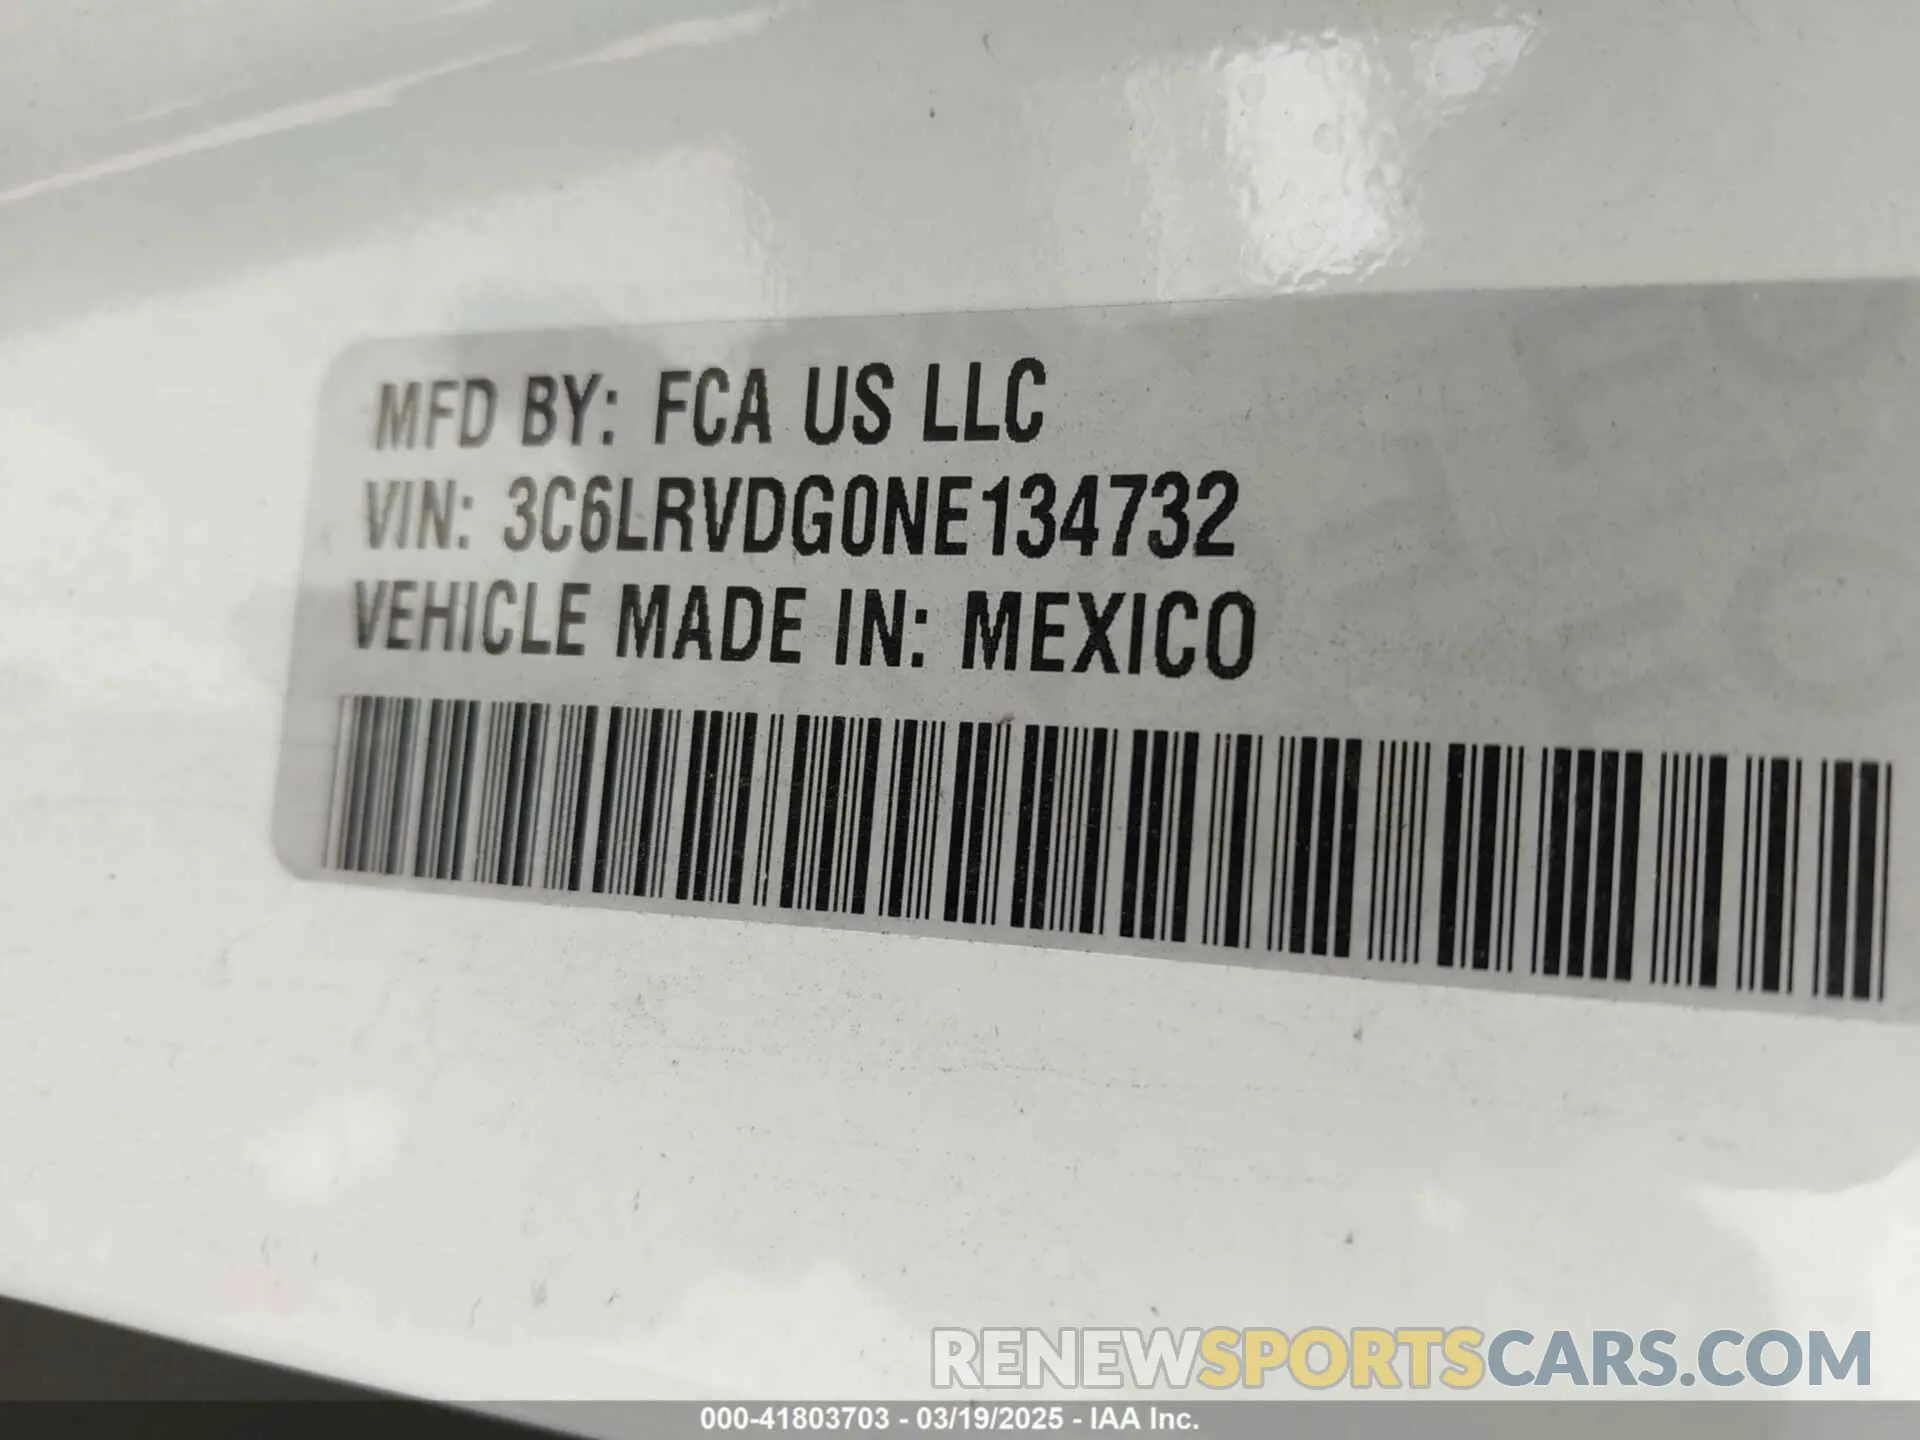 MFD BY: FCA US LLC
VIN: 3C6LRVDG0NE134732
VEHICLE MADE IN: MEXICO
RENEWSPORTSCARS.COM
000-41803703 - 03/19/2025 - IAA Inc.